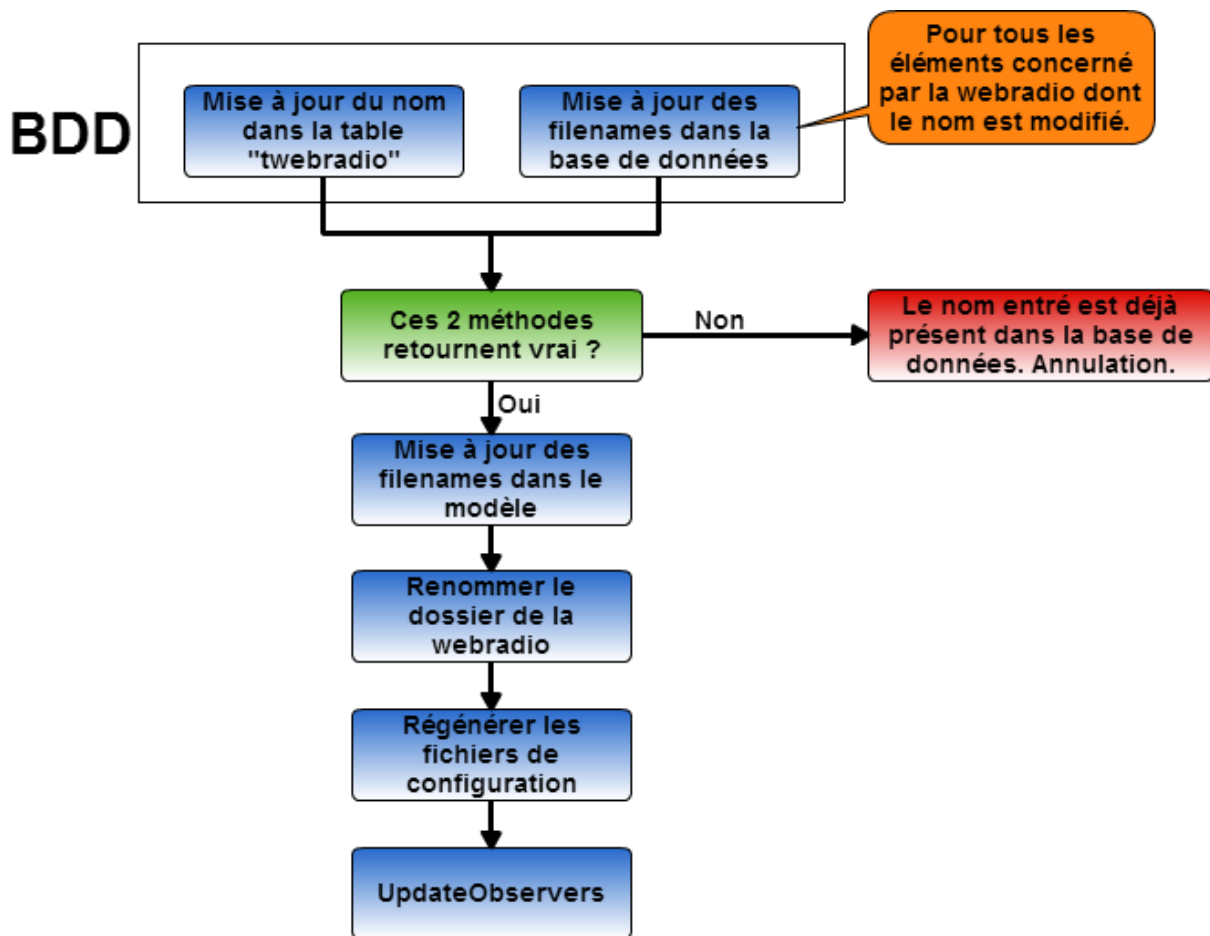 BDD
Mise à jour du nom
dans la table
"twebradio"
Mise à jour des
filenames dans la
base de données
Pour tous les
éléments concerné
par la webradio dont
le nom est modifié.
Ces 2 méthodes
retournent vrai ?
Non
Le nom entré est déjà
présent dans la base de
données. Annulation.
Oui
Mise à jour des
filenames dans le
modèle
Renommer le
dossier de la
webradio
Régénérer les
fichiers de
configuration
UpdateObservers